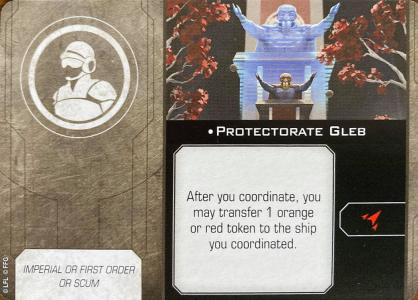 •PROTECTORATE GLEB
After you coordinate, you
may transfer 1 orange
or red token to the ship
you coordinated.
IMPERIAL OR FIRST ORDER
OR SCUM
© LFL © FFG